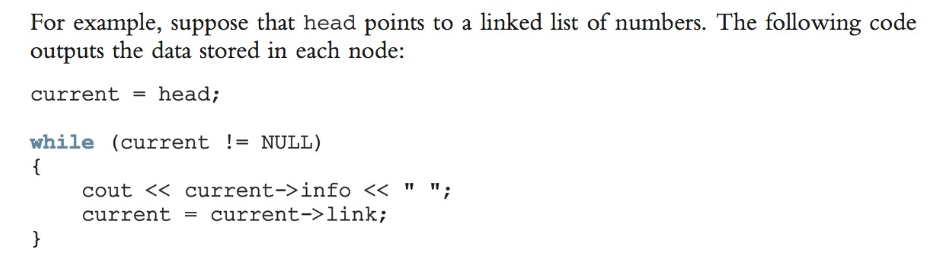 For example, suppose that head points to a linked list of numbers. The following code
outputs the data stored in each node:
current = head;
while (current != NULL)
{
    cout << current->info << " ";
    current = current->link;
}